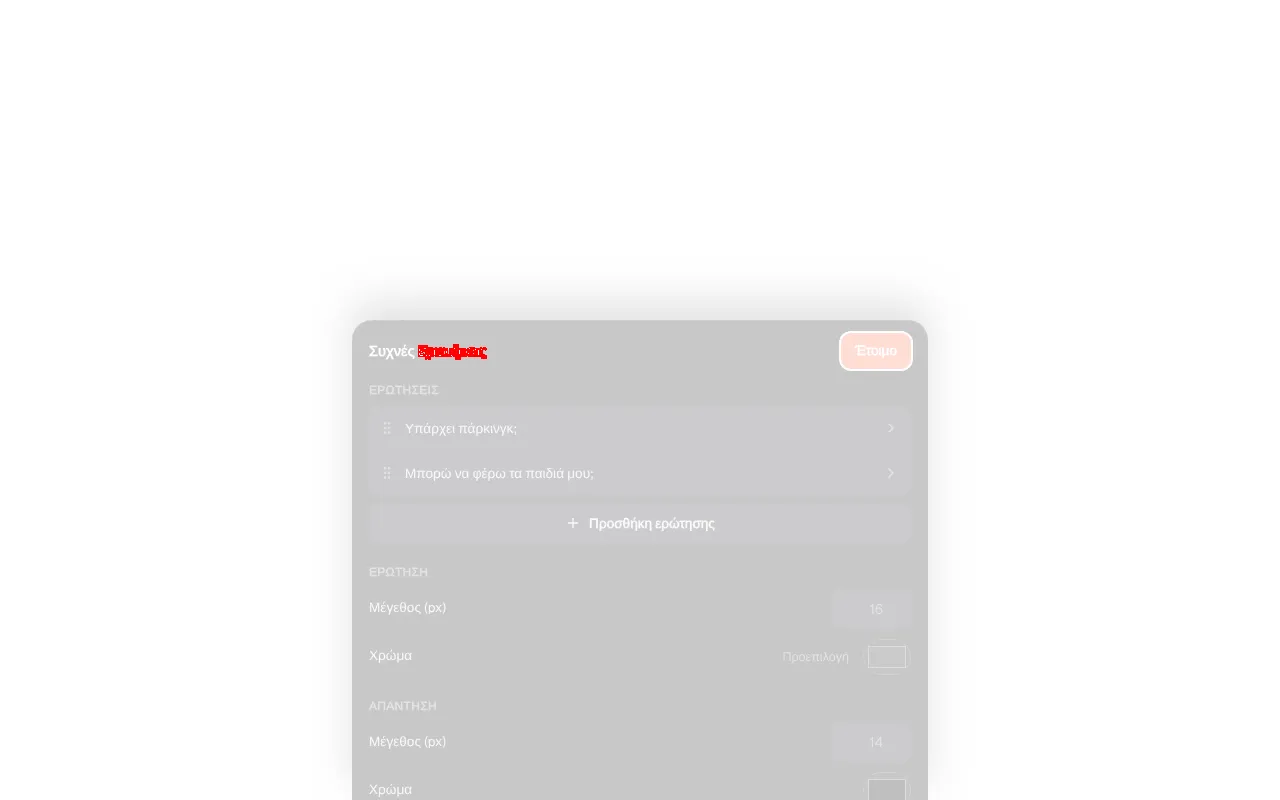 Συχνές
Έτοιμο
ΕΡΩΤΗΣΕΙΣ
Υπάρχει πάρκινγκ;
Μπορώ να φέρω τα παιδιά μου;
+ Προσθήκη ερώτησης
ΕΡΩΤΗΣΗ
Μέγεθος (px) 16
Χρώμα Προεπιλογή
ΑΠΑΝΤΗΣΗ
Μέγεθος (px) 14
Χρώμα